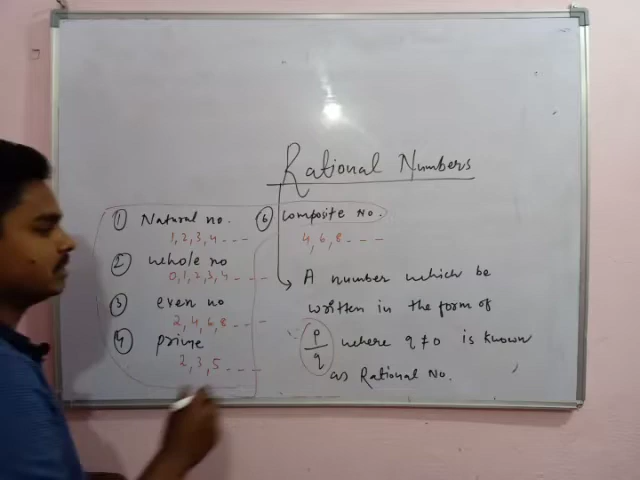 Rational Numbers
① Natural no.
1, 2, 3, 4 - - -
② whole no
0, 1, 2, 3, 4 - - - -
③ even no
2, 4, 6, 8 - - -
④ prime
2, 3, 5 - - - -
⑥ composite No.
4, 6, 8 - - - -
A number which be
written in the form of
p/q where q ≠ 0 is known
as Rational No.